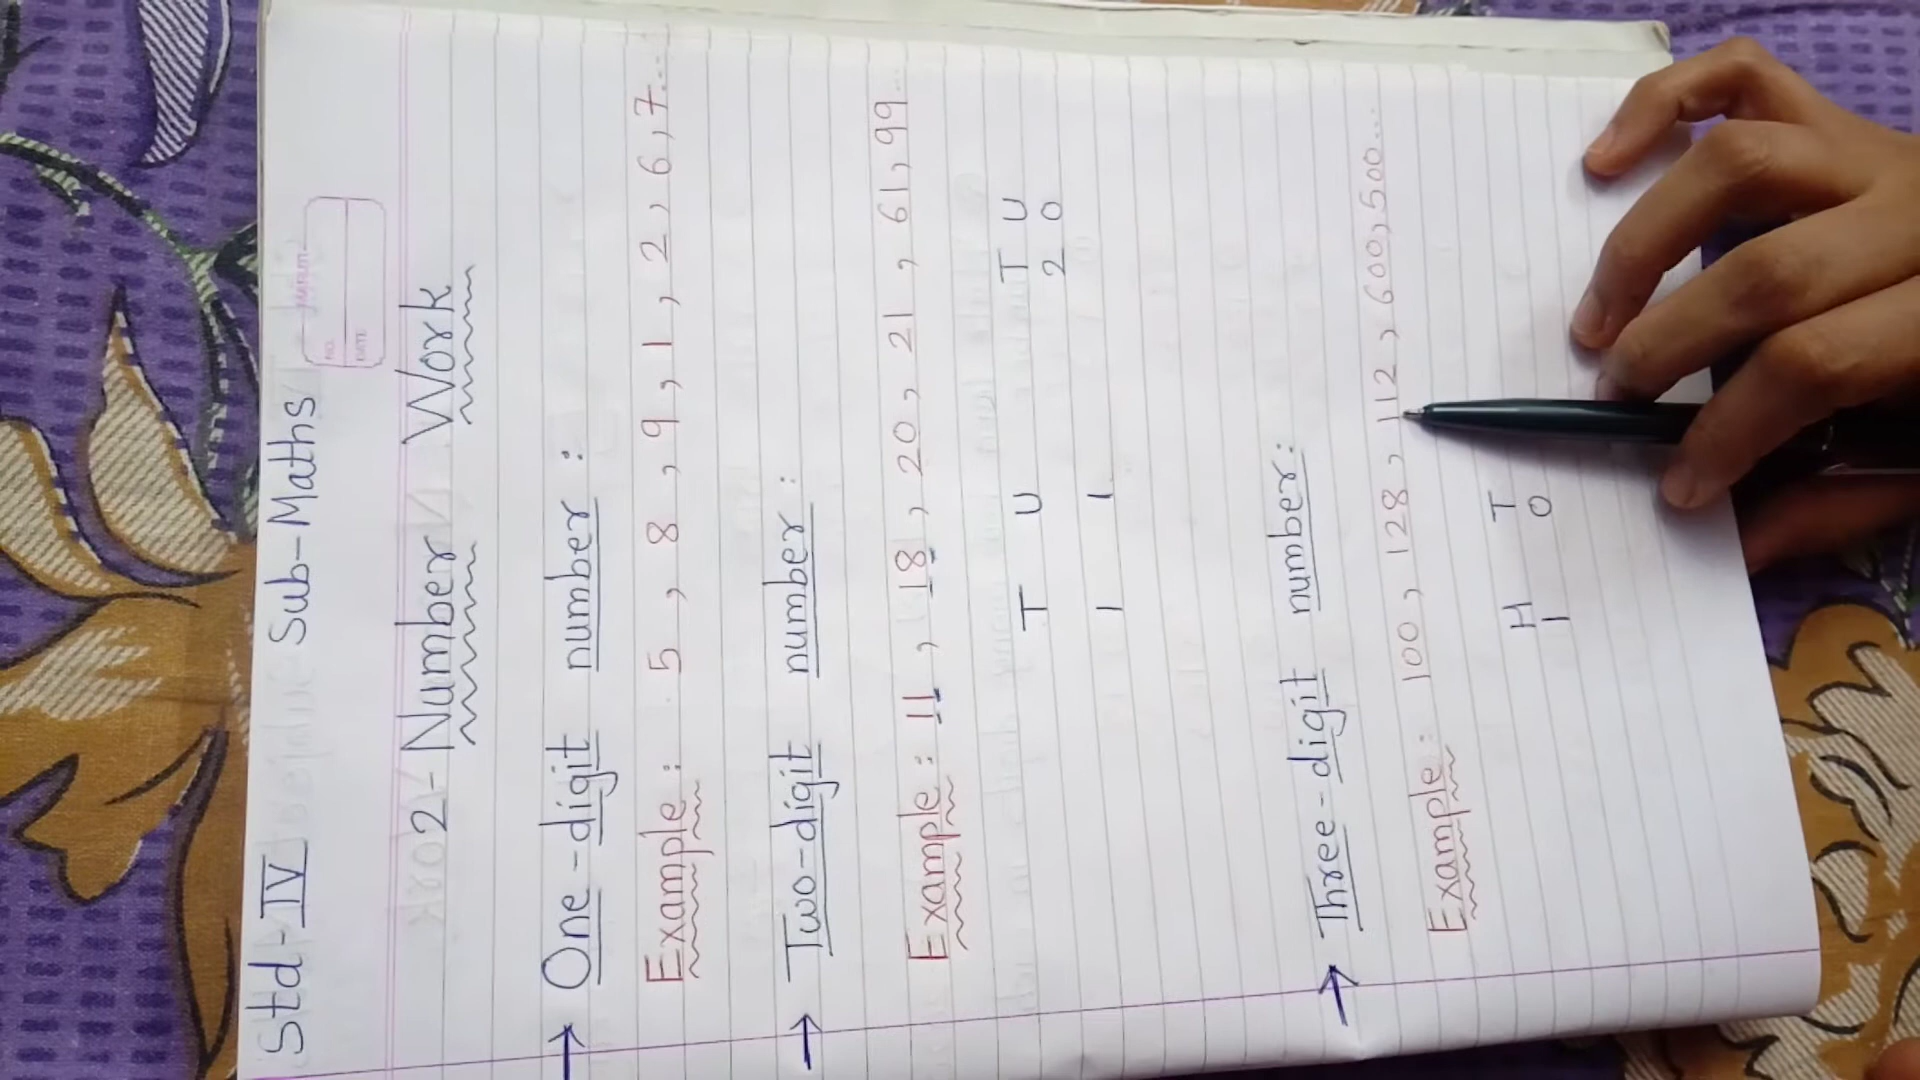 Std-IV Sub-Maths
NO.
DATE
2-Number Work
→ One-digit number :
Example : 5 , 8 , 9 , 1 , 2 , 6 , 7...
→ Two-digit number :
Example : 11 , 18 , 20 , 21 , 61 , 99...
T U T U
1 1 2 0
→ Three-digit number:
Example : 100 , 128 , 112 , 600, 500...
H T
1 0